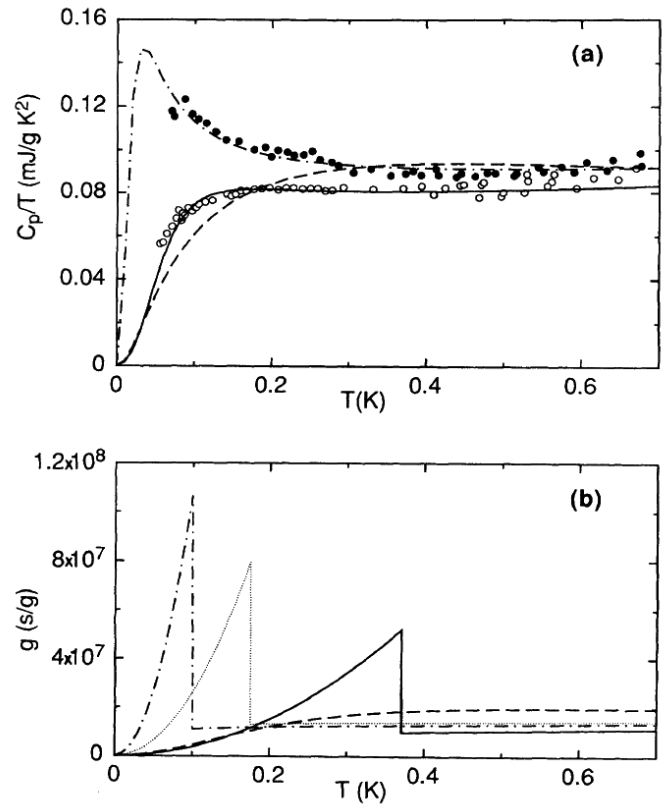 0.16
(a)
0.12
0.08
0.04
0
Cp/T (mJ/g K²)
0 0.2 0.4 0.6
T(K)
1.2x10⁸
(b)
8x10⁷
4x10⁷
0
g (s/g)
0 0.2 0.4 0.6
T (K)